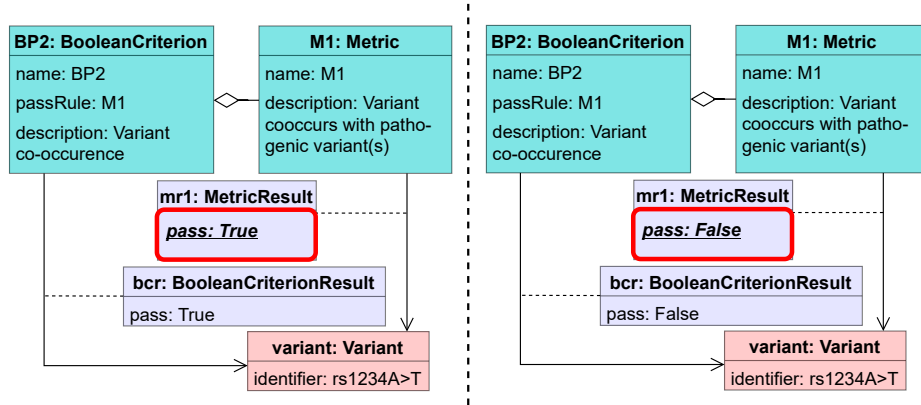 BP2: BooleanCriterion
name: BP2
passRule: M1
description: Variant
co-occurence
M1: Metric
name: M1
description: Variant
cooccurs with patho-
genic variant(s)
mr1: MetricResult
pass: True
bcr: BooleanCriterionResult
pass: True
variant: Variant
identifier: rs1234A>T
BP2: BooleanCriterion
name: BP2
passRule: M1
description: Variant
co-occurence
M1: Metric
name: M1
description: Variant
cooccurs with patho-
genic variant(s)
mr1: MetricResult
pass: False
bcr: BooleanCriterionResult
pass: False
variant: Variant
identifier: rs1234A>T